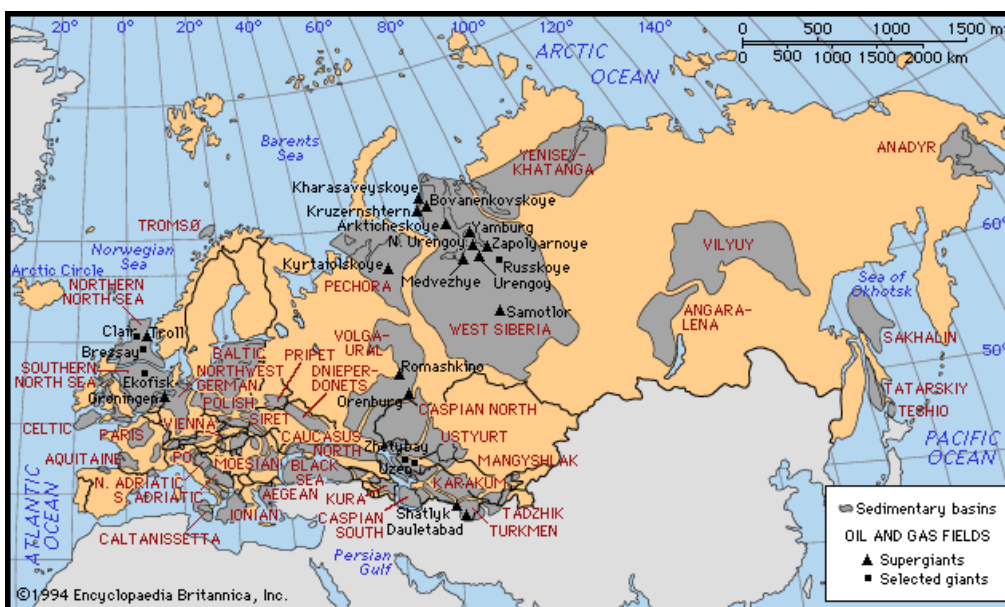 20°
10°
0°
10°
20°
40°
60°
80°
100°
120°
140°
0 500 1000 1500 mi
0 500 1000 1500 2000 km
ARCTIC
OCEAN
Barents
Sea
YENISEY-
KHATANGA
ANADYR
Kharasaveyskoye
Bovanenkovskoye
Kruzernshtern
Arkticheskoye
Yamburg
TROMSØ
N. Urengoy
Zapolyarnoye
60°
VILYUY
Norwegian
Sea
Kyrtaiolskoye
Russkoye
Arctic Circle
Medvezhye
Urengoy
Sea of
Okhotsk
NORTHERN
NORTH SEA
PECHORA
Samotlor
ANGARA-
LENA
Clair
Troll
VOLGA-
URAL
WEST SIBERIA
SAKHALIN
Bressay
BALTIC
PRIPET
50°
SOUTHERN
NORTH SEA
NORTHWEST
GERMAN
DNIEPER-
DONETS
Romashkino
Ekofisk
Groningen
POLISH
Orenburg
TATARSKIY
SIRET
CASPIAN NORTH
TESHIO
CELTIC
PARIS
VIENNA
CAUCASUS
NORTH
Zhetybay
USTYURT
PACIFIC
OCEAN
AQUITAINE
PO
MOESIAN
BLACK
SEA
Uzen
MANGYSHLAK
N. ADRIATIC
S. ADRIATIC
KARAKUM
AEGEAN
KURA
Shatlyk
TADZHIK
ATLANTIC
OCEAN
IONIAN
CASPIAN
SOUTH
Dauletabad
TURKMEN
CALTANISSETTA
Persian
Gulf
Sedimentary basins
OIL AND GAS FIELDS
Supergiants
Selected giants
©1994 Encyclopaedia Britannica, Inc.